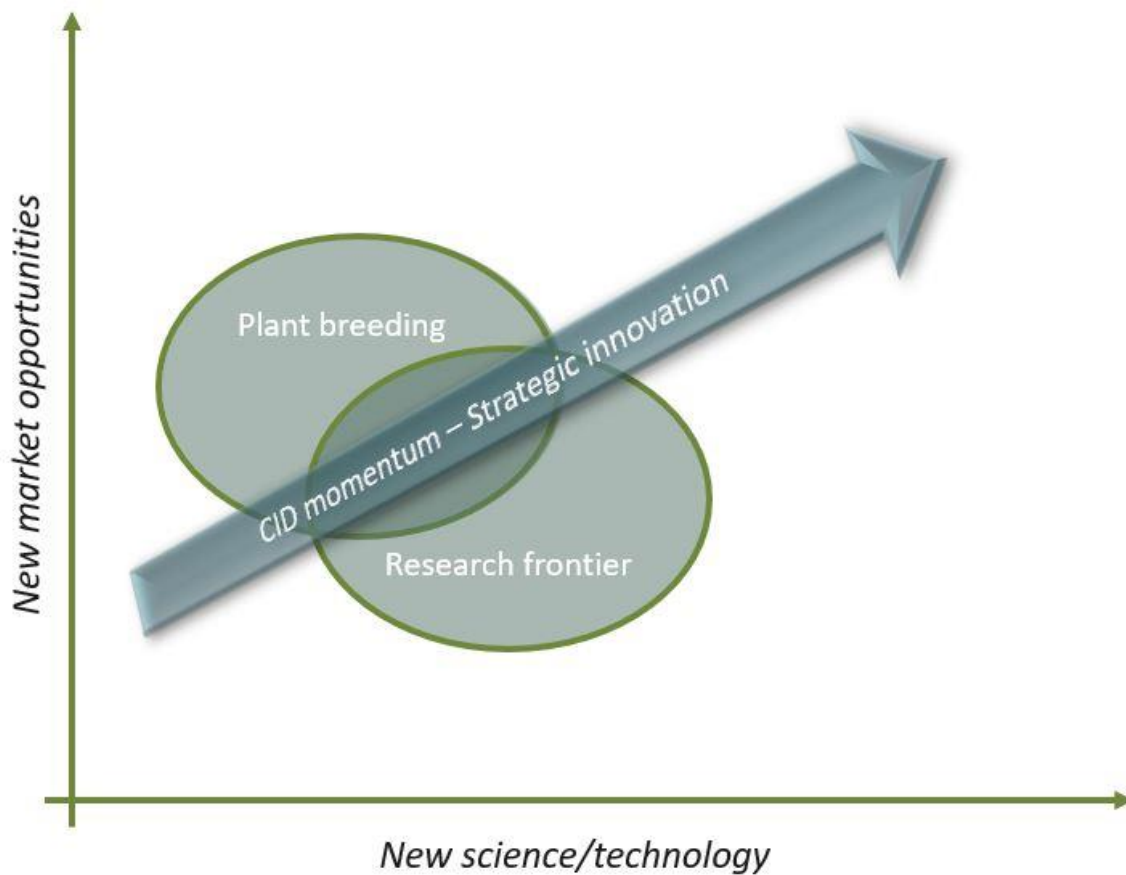 New market opportunities
Plant breeding
CID momentum – Strategic innovation
Research frontier
New science/technology